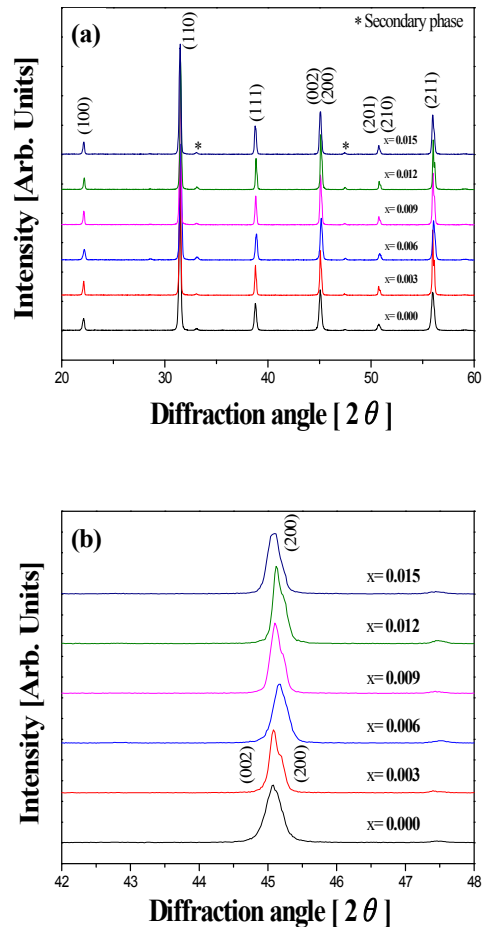 (a)
* Secondary phase
(100)
(110)
*
(111)
(002)
(200)
*
(201)
(210)
(211)
x= 0.015
x= 0.012
x= 0.009
x= 0.006
x= 0.003
x= 0.000
Intensity [Arb. Units]
20 30 40 50 60
Diffraction angle [ 2 θ ]
(b)
(200)
x= 0.015
x= 0.012
x= 0.009
x= 0.006
(002) (200)
x= 0.003
x= 0.000
Intensity [Arb. Units]
42 43 44 45 46 47 48
Diffraction angle [ 2 θ ]